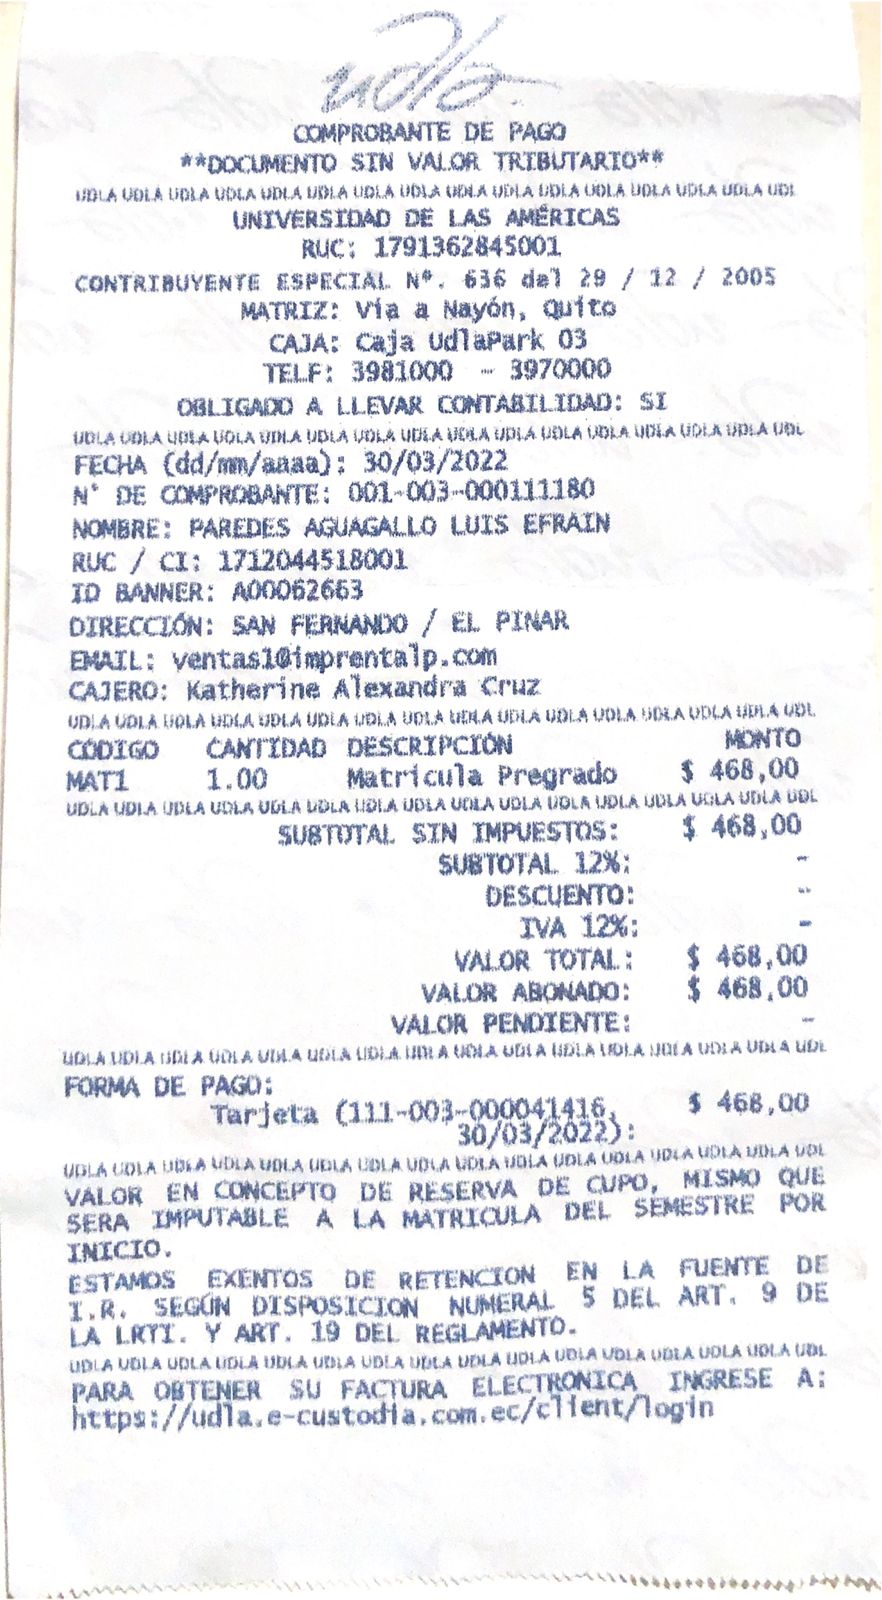 udla
COMPROBANTE DE PAGO
**DOCUMENTO SIN VALOR TRIBUTARIO**
UDLA UDLA UDLA UDLA UDLA UDLA UDLA UDLA UDLA UDLA UDLA UDLA UDLA UDLA UDLA UDL
UNIVERSIDAD DE LAS AMÉRICAS
RUC: 1791362845001
CONTRIBUYENTE ESPECIAL Nº. 636 del 29 / 12 / 2005
MATRIZ: Vía a Nayón, Quito
CAJA: Caja UdlaPark 03
TELF: 3981000 - 3970000
OBLIGADO A LLEVAR CONTABILIDAD: SI
UDLA UDLA UDLA UDLA UDLA UDLA UDLA UDLA UDLA UDLA UDLA UDLA UDLA UDLA UDLA UDL
FECHA (dd/mm/aaaa): 30/03/2022
N° DE COMPROBANTE: 001-003-000111180
NOMBRE: PAREDES AGUAGALLO LUIS EFRAIN
RUC / CI: 1712044518001
ID BANNER: A00062663
DIRECCIÓN: SAN FERNANDO / EL PINAR
EMAIL: ventas1@imprentalp.com
CAJERO: Katherine Alexandra Cruz
UDLA UDLA UDLA UDLA UDLA UDLA UDLA UDLA UDLA UDLA UDLA UDLA UDLA UDLA UDLA UDL
CÓDIGO CANTIDAD DESCRIPCIÓN MONTO
MAT1 1.00 Matrícula Pregrado $ 468,00
UDLA UDLA UDLA UDLA UDLA UDLA UDLA UDLA UDLA UDLA UDLA UDLA UDLA UDLA UDLA UDL
SUBTOTAL SIN IMPUESTOS: $ 468,00
SUBTOTAL 12%: -
DESCUENTO: -
IVA 12%: -
VALOR TOTAL: $ 468,00
VALOR ABONADO: $ 468,00
VALOR PENDIENTE: -
UDLA UDLA UDLA UDLA UDLA UDLA UDLA UDLA UDLA UDLA UDLA UDLA UDLA UDLA UDLA UDL
FORMA DE PAGO:
Tarjeta (111-003-000041416, $ 468,00
30/03/2022):
UDLA UDLA UDLA UDLA UDLA UDLA UDLA UDLA UDLA UDLA UDLA UDLA UDLA UDLA UDLA UDL
VALOR EN CONCEPTO DE RESERVA DE CUPO, MISMO QUE
SERA IMPUTABLE A LA MATRICULA DEL SEMESTRE POR
INICIO.
ESTAMOS EXENTOS DE RETENCION EN LA FUENTE DE
I.R. SEGÚN DISPOSICION NUMERAL 5 DEL ART. 9 DE
LA LRTI. Y ART. 19 DEL REGLAMENTO.
UDLA UDLA UDLA UDLA UDLA UDLA UDLA UDLA UDLA UDLA UDLA UDLA UDLA UDLA UDLA UDL
PARA OBTENER SU FACTURA ELECTRONICA INGRESE A:
https://udla.e-custodia.com.ec/client/login